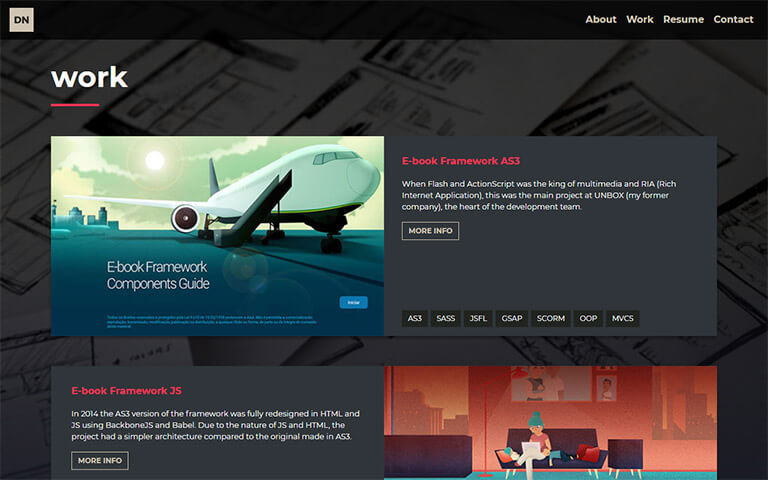 DN
About Work Resume Contact
work
E-book Framework
Components Guide
Iniciar
E-book Framework AS3
When Flash and ActionScript was the king of multimedia and RIA (Rich
Internet Application), this was the main project at UNBOX (my former
company), the heart of the development team.
MORE INFO
AS3 SASS JSFL GSAP SCORM OOP MVCS
E-book Framework JS
In 2014 the AS3 version of the framework was fully redesigned in HTML and
JS using BackboneJS and Babel. Due to the nature of JS and HTML, the
project had a simpler architecture compared to the original made in AS3.
MORE INFO